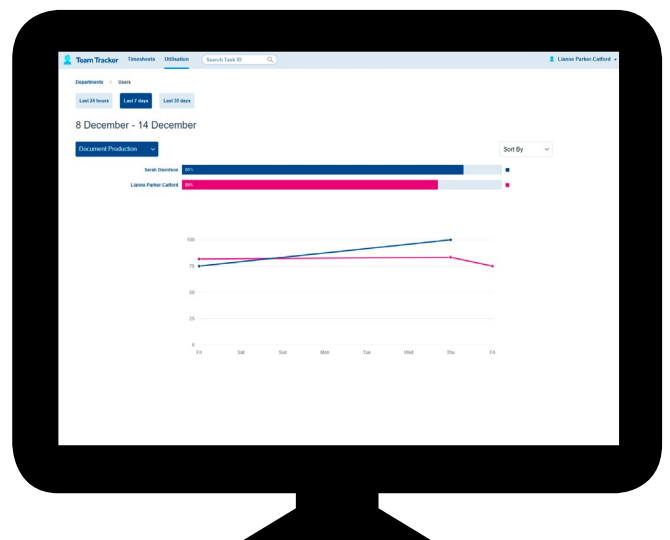 Team Tracker Timesheets Utilisation Search Task ID Lianne Parker-Catford
Departments > Users
Last 24 hours Last 7 days Last 35 days
8 December - 14 December
Document Production Sort By
Sarah Davidson
Lianne Parker Catford
100
75
50
25
0
Fri Sat Sun Mon Tue Wed Thu Fri